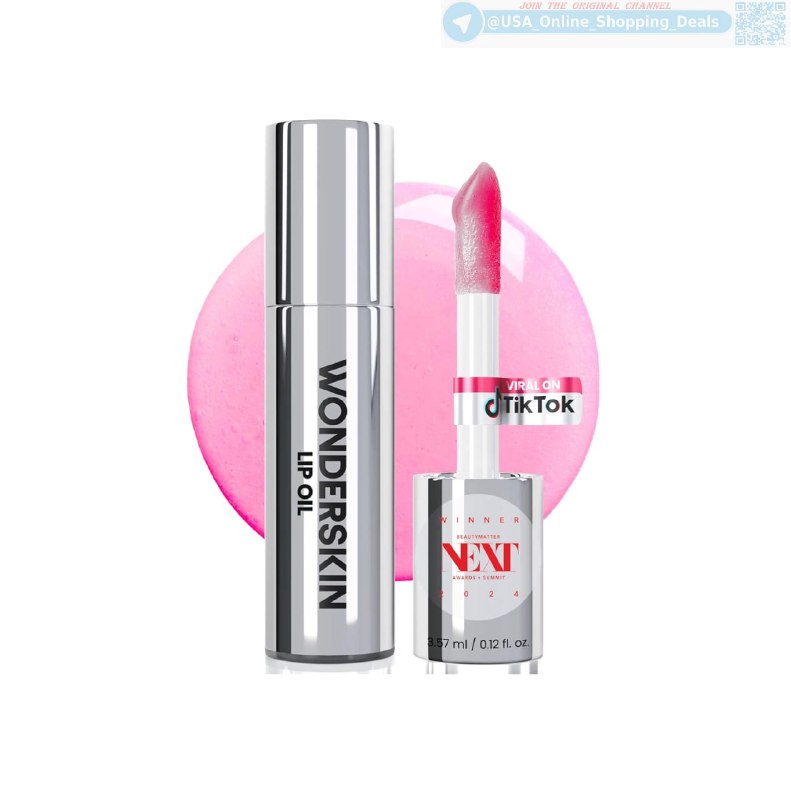 JOIN THE ORIGINAL CHANNEL
@USA_Online_Shopping_Deals
WONDERSKIN
LIP OIL
VIRAL ON
TikTok
WINNER
BEAUTYMATTER
NEXT
AWARDS + SUMMIT
2024
3.57 ml / 0.12 fl. oz.